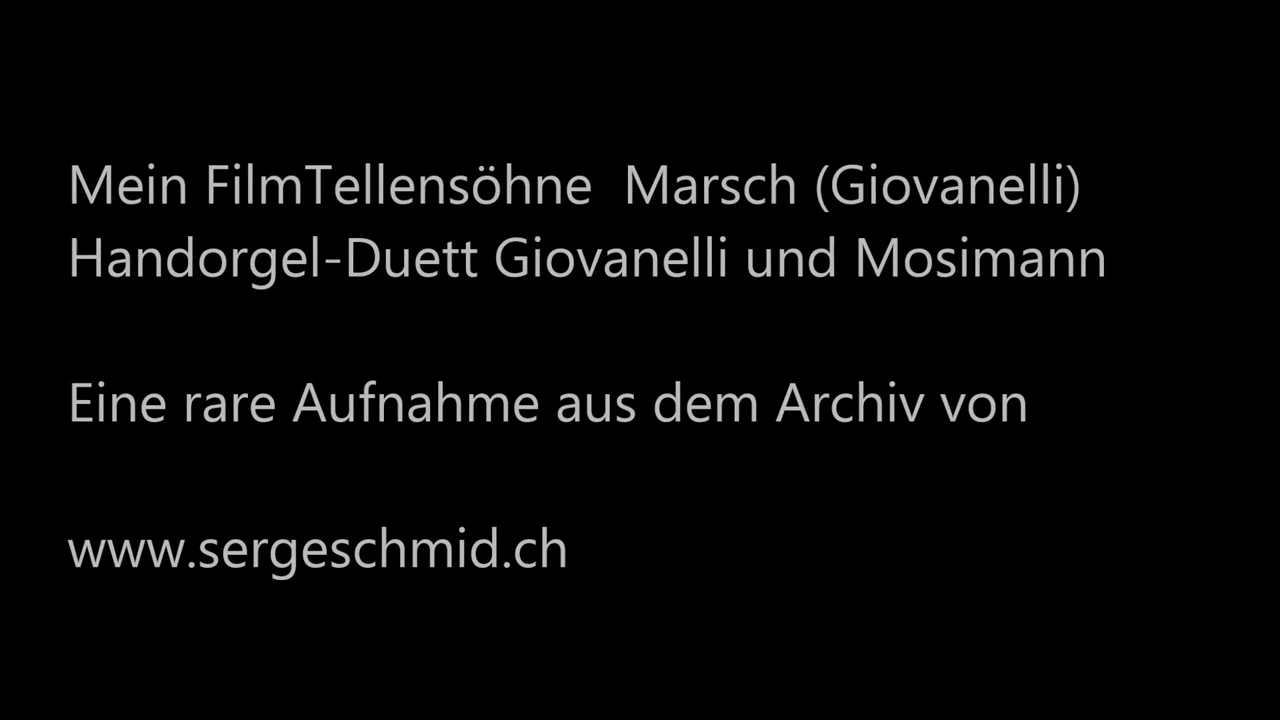 Mein FilmTellensöhne  Marsch (Giovanelli)
Handorgel-Duett Giovanelli und Mosimann
Eine rare Aufnahme aus dem Archiv von
www.sergeschmid.ch